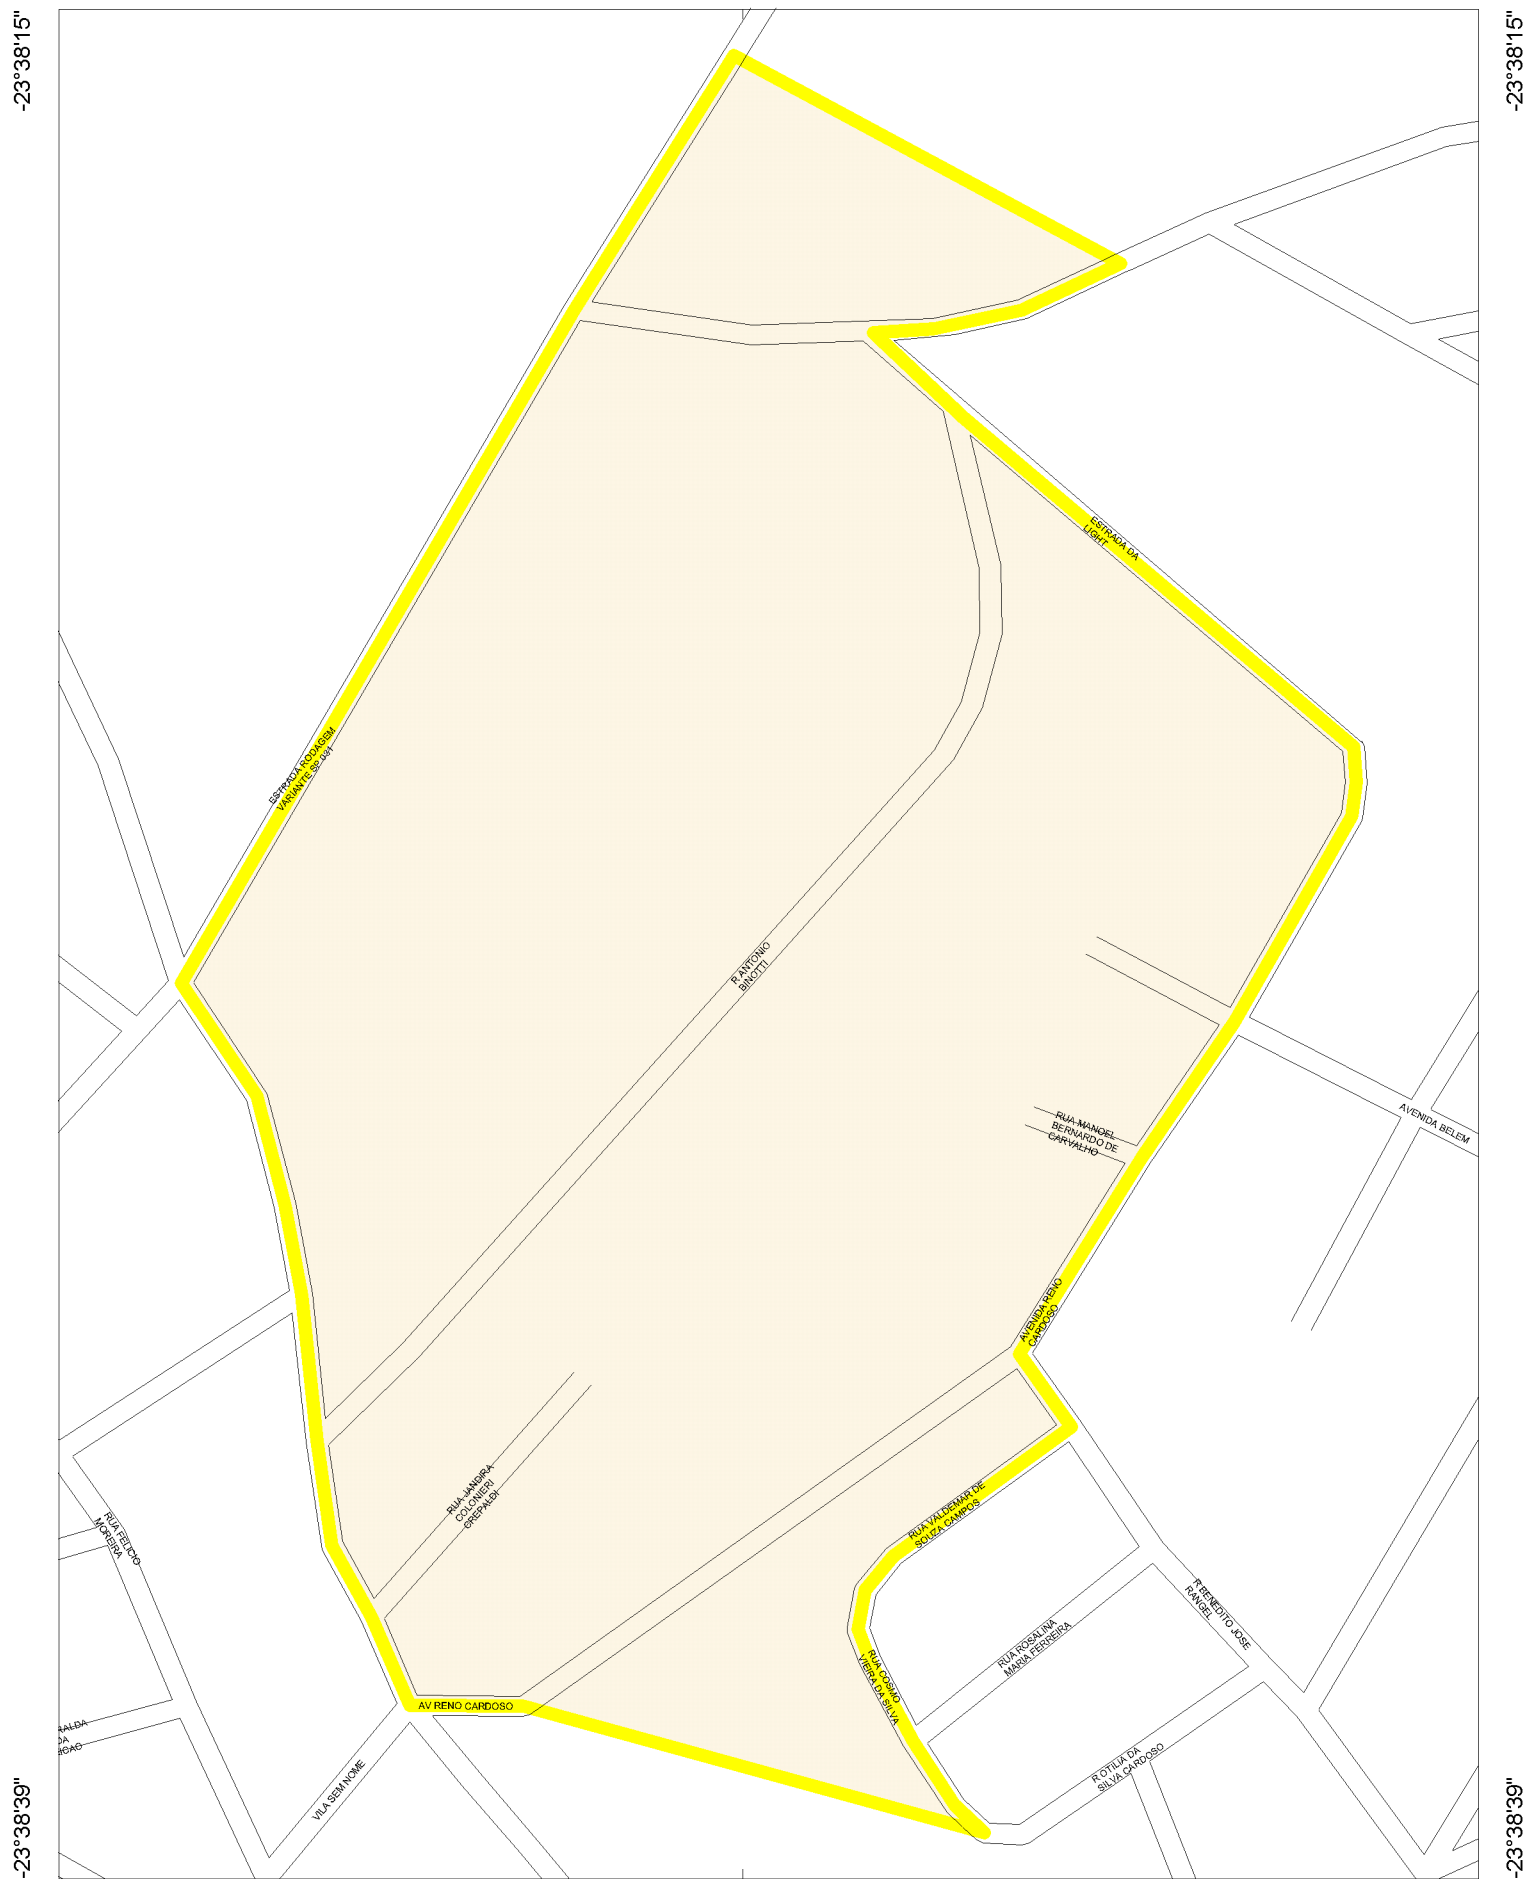 -23°38'15"
-23°38'15"
ESTRADA DA
LIGHT
ESTRADA RODAGEM
VARIANTE SP 031
R ANTONIO
BINOTTI
AVENIDA BELEM
RUA MANOEL
BERNARDO DE
CARVALHO
AVENIDA RENO
CARDOSO
RUA JANDIRA
COLONIERI
CREPALDI
RUA VALDEMAR DE
SOUZA CAMPOS
RUA FELICIO
MOREIRA
R BENEDITO JOSE
RANGEL
RUA ROSALINA
MARIA FERREIRA
RUA COSMO
VIEIRA DA SILVA
AV RENO CARDOSO
R OTILIA DA
SILVA CARDOSO
VILA SEM NOME
-23°38'39"
-23°38'39"